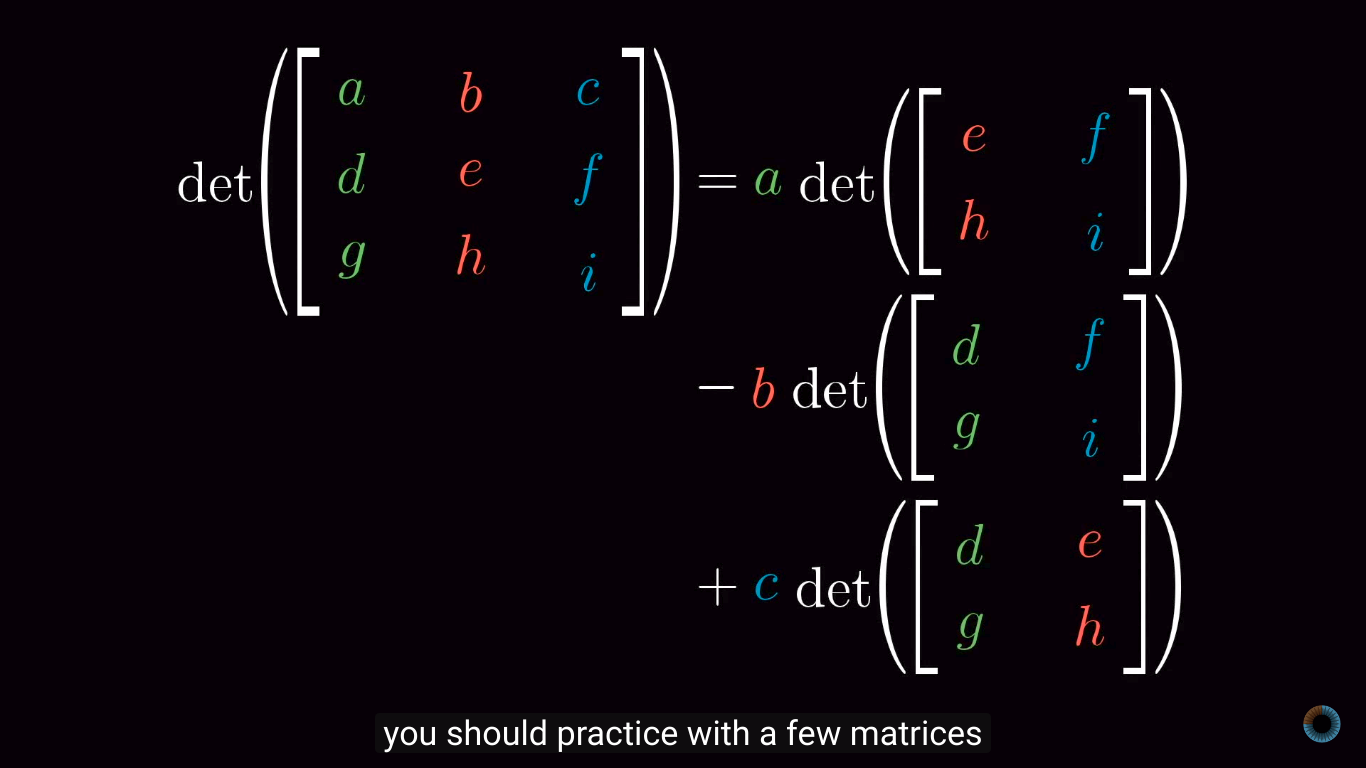 det([a b c
d e f
g h i]) = a det([e f
h i])
− b det([d f
g i])
+ c det([d e
g h])
you should practice with a few matrices